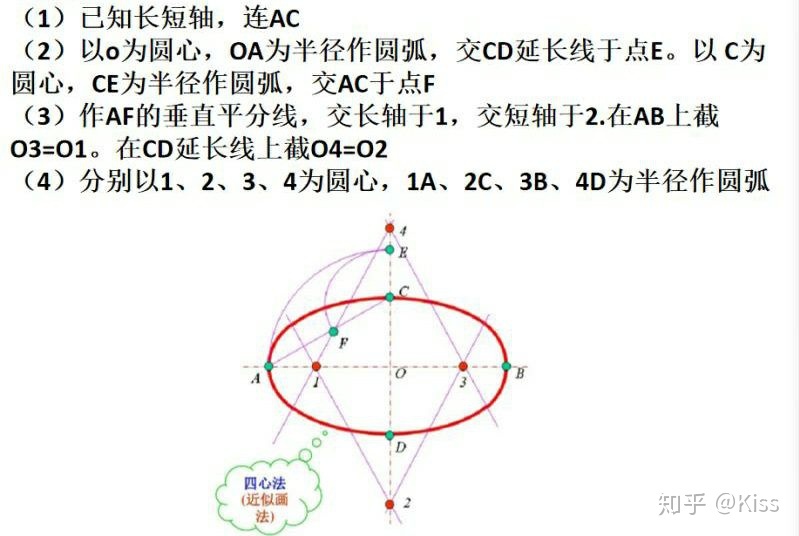 （1）已知长短轴，连AC
（2）以o为圆心，OA为半径作圆弧，交CD延长线于点E。以 C为
圆心，CE为半径作圆弧，交AC于点F
（3）作AF的垂直平分线，交长轴于1，交短轴于2.在AB上截
O3=O1。在CD延长线上截O4=O2
（4）分别以1、2、3、4为圆心，1A、2C、3B、4D为半径作圆弧
4
E
C
F
A
1
O
3
B
D
四心法
(近似画
法)
2
知乎 @Kiss